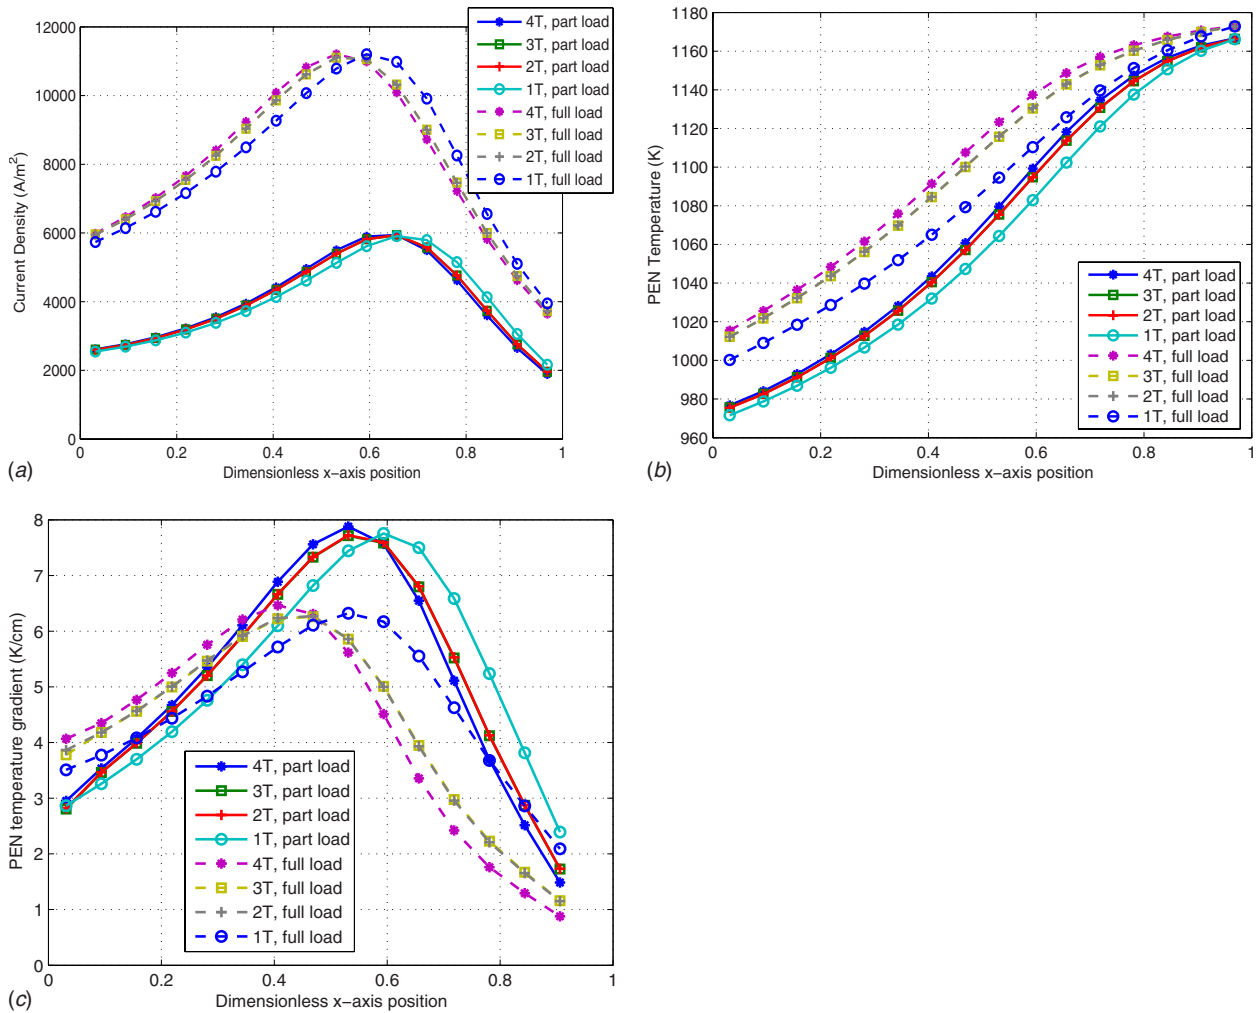 12000
10000
8000
6000
4000
2000
0
0
0.2
0.4
0.6
0.8
1
Current Density (A/m2)
Dimensionless x-axis position
(a)
4T, part load
3T, part load
2T, part load
1T, part load
4T, full load
3T, full load
2T, full load
1T, full load
1180
1160
1140
1120
1100
1080
1060
1040
1020
1000
980
960
0
0.2
0.4
0.6
0.8
1
PEN Temperature (K)
Dimensionless x-axis position
(b)
4T, part load
3T, part load
2T, part load
1T, part load
4T, full load
3T, full load
2T, full load
1T, full load
8
7
6
5
4
3
2
1
0
0
0.2
0.4
0.6
0.8
1
PEN temperature gradient (K/cm)
Dimensionless x-axis position
(c)
4T, part load
3T, part load
2T, part load
1T, part load
4T, full load
3T, full load
2T, full load
1T, full load